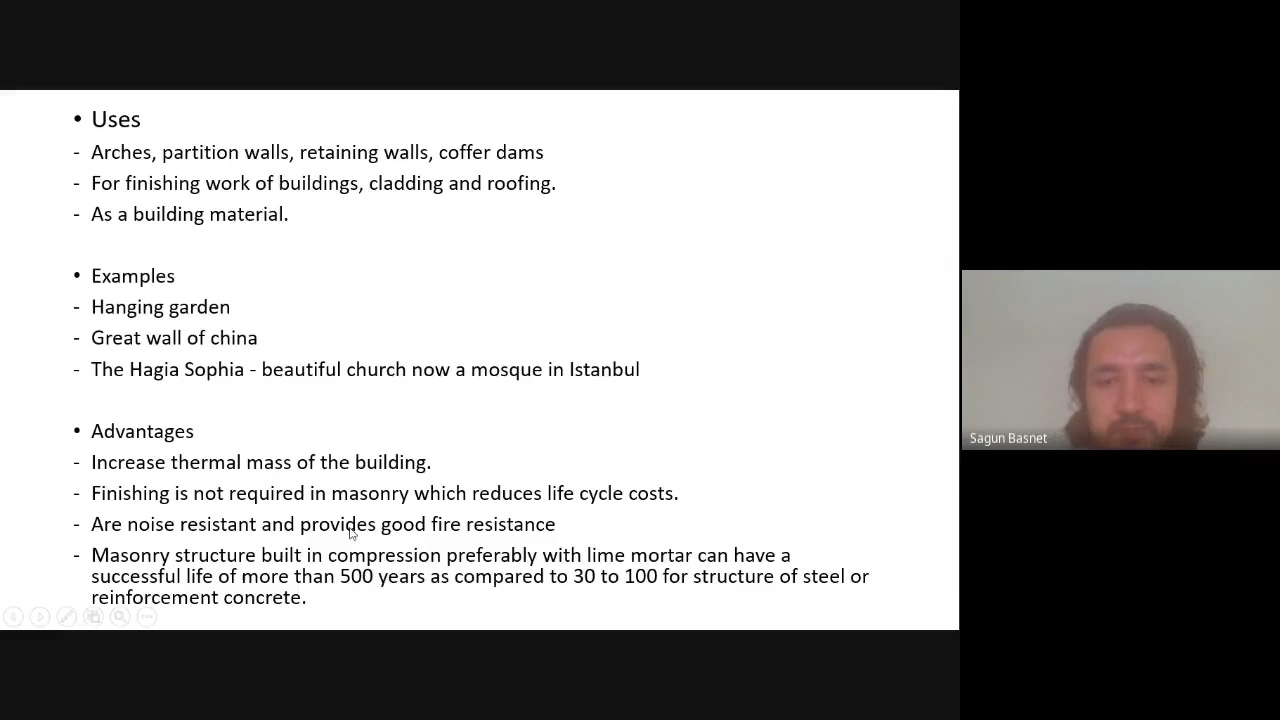 • Uses
- Arches, partition walls, retaining walls, coffer dams
- For finishing work of buildings, cladding and roofing.
- As a building material.
• Examples
- Hanging garden
- Great wall of china
- The Hagia Sophia - beautiful church now a mosque in Istanbul
• Advantages
- Increase thermal mass of the building.
- Finishing is not required in masonry which reduces life cycle costs.
- Are noise resistant and provides good fire resistance
- Masonry structure built in compression preferably with lime mortar can have a
successful life of more than 500 years as compared to 30 to 100 for structure of steel or
reinforcement concrete.
Sagun Basnet